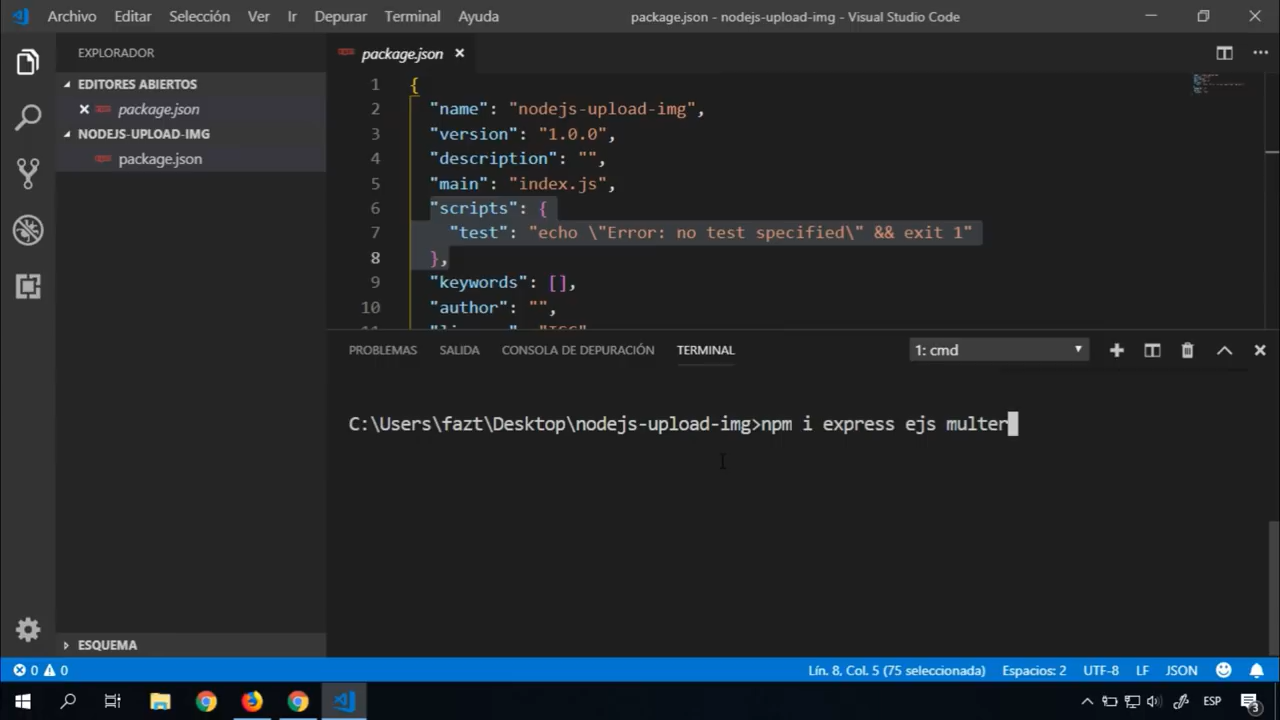 Archivo Editar Selección Ver Ir Depurar Terminal Ayuda package.json - nodejs-upload-img - Visual Studio Code
EXPLORADOR
EDITORES ABIERTOS
package.json
NODEJS-UPLOAD-IMG
package.json
ESQUEMA
package.json
1 {
2 "name": "nodejs-upload-img",
3 "version": "1.0.0",
4 "description": "",
5 "main": "index.js",
6 "scripts": {
7 "test": "echo \"Error: no test specified\" && exit 1"
8 },
9 "keywords": [],
10 "author": "",
PROBLEMAS SALIDA CONSOLA DE DEPURACIÓN TERMINAL 1: cmd
C:\Users\fazt\Desktop\nodejs-upload-img>npm i express ejs multer
0 0 Lín. 8, Col. 5 (75 seleccionada) Espacios: 2 UTF-8 LF JSON
ESP 3